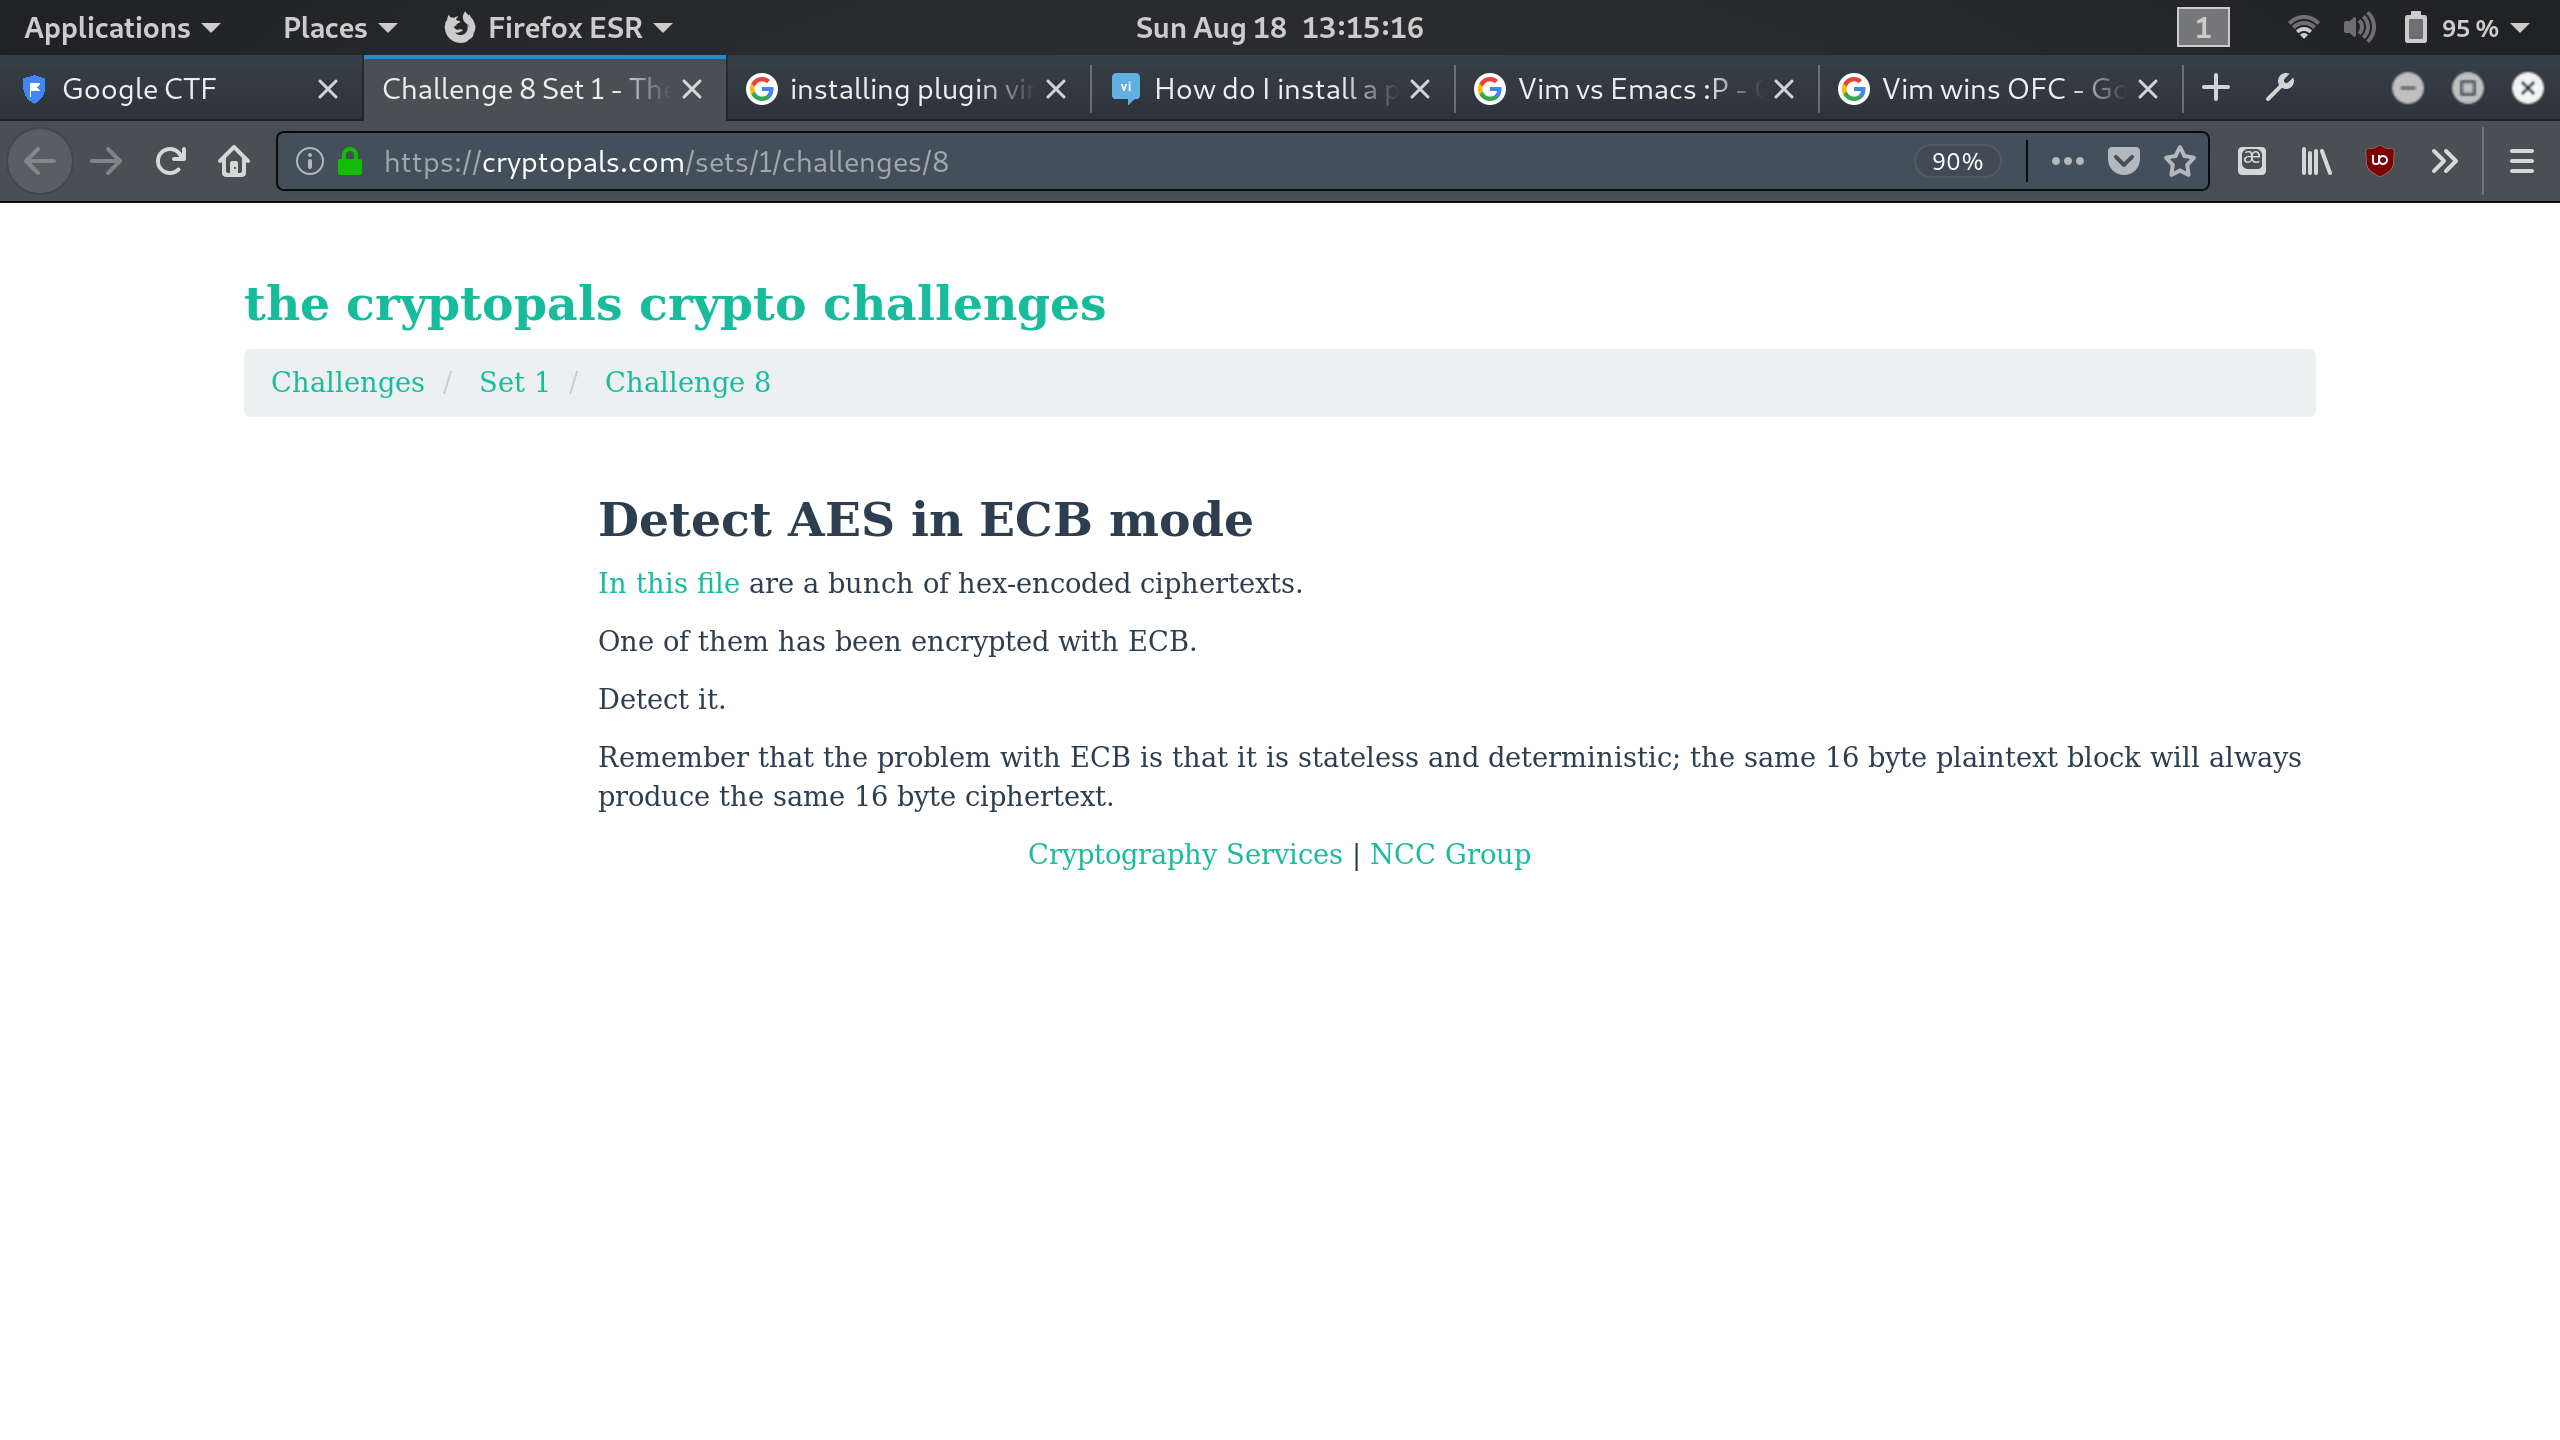 Applications Places Firefox ESR Sun Aug 18 13:15:16 1 95 %
Google CTF Challenge 8 Set 1 - The installing plugin vi How do I install a p Vim vs Emacs :P - Vim wins OFC - Go
https://cryptopals.com/sets/1/challenges/8 90%
the cryptopals crypto challenges
Challenges / Set 1 / Challenge 8
Detect AES in ECB mode
In this file are a bunch of hex-encoded ciphertexts.
One of them has been encrypted with ECB.
Detect it.
Remember that the problem with ECB is that it is stateless and deterministic; the same 16 byte plaintext block will always
produce the same 16 byte ciphertext.
Cryptography Services | NCC Group